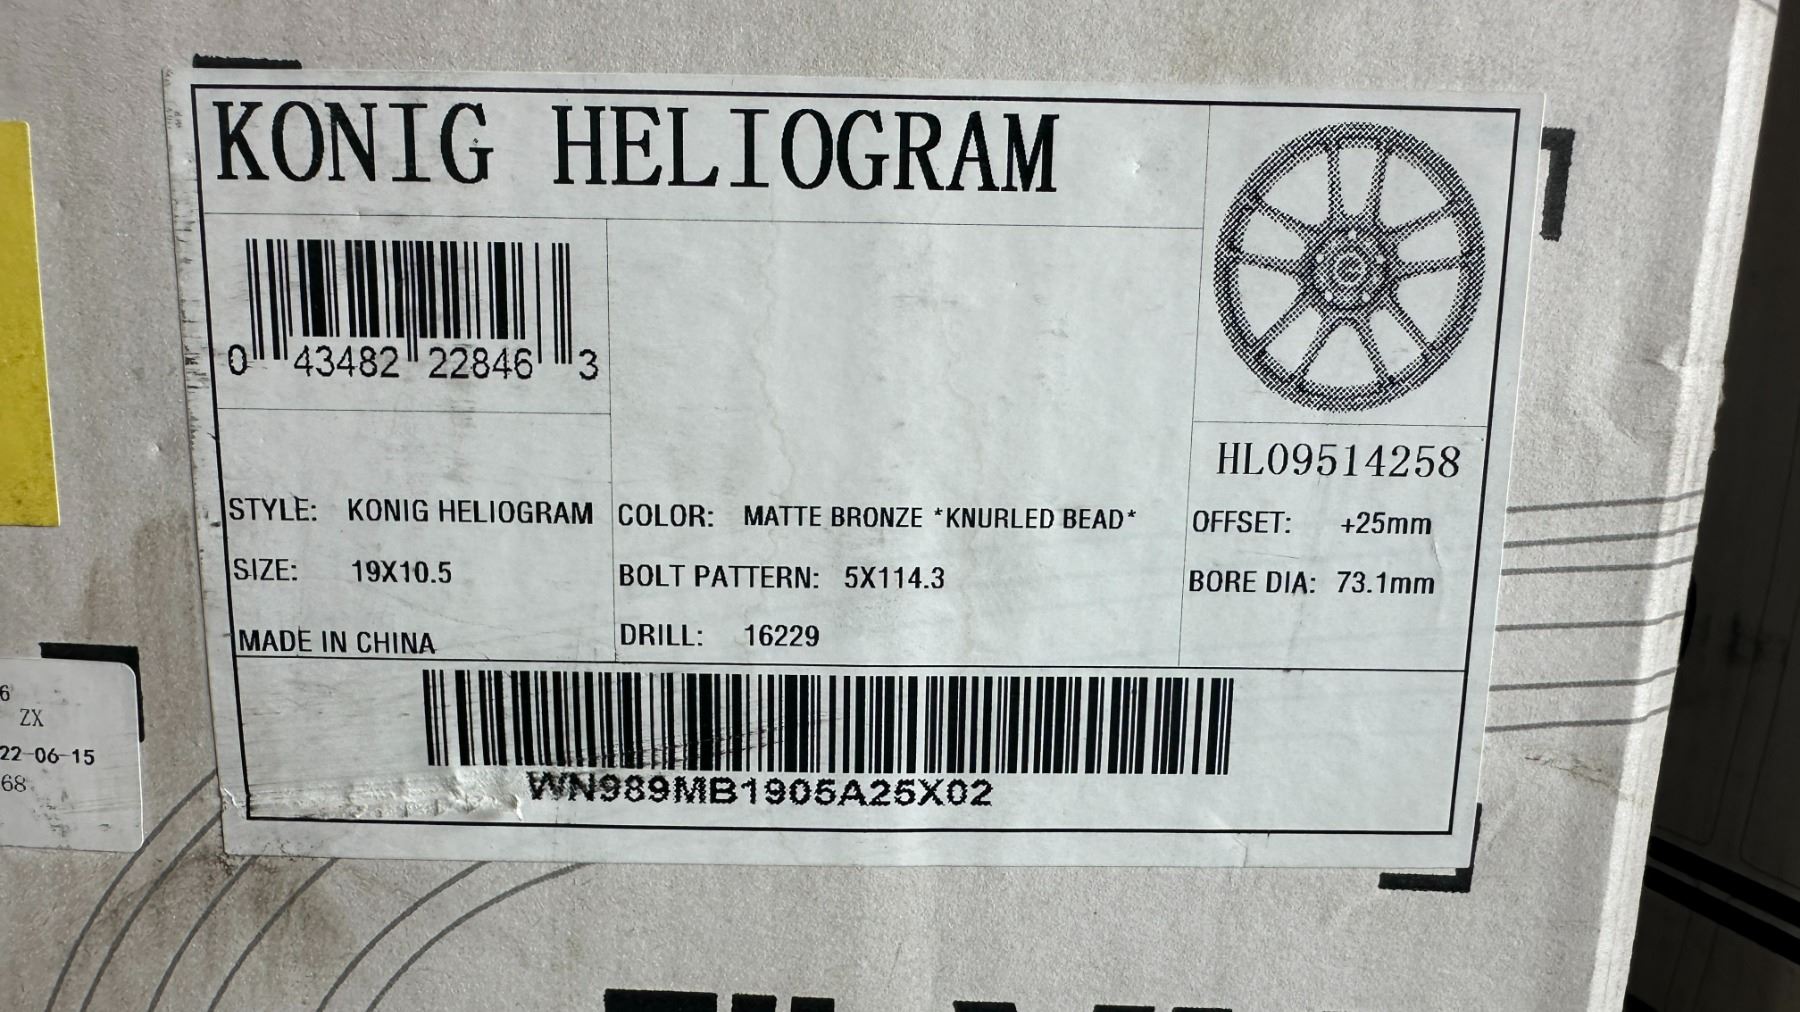 KONIG HELIOGRAM
0 43482 22846 3
HL09514258
STYLE: KONIG HELIOGRAM
COLOR: MATTE BRONZE *KNURLED BEAD*
OFFSET: +25mm
SIZE: 19X10.5
BOLT PATTERN: 5X114.3
BORE DIA: 73.1mm
MADE IN CHINA
DRILL: 16229
WN989MB1905A25X02
6
ZX
22-06-15
68